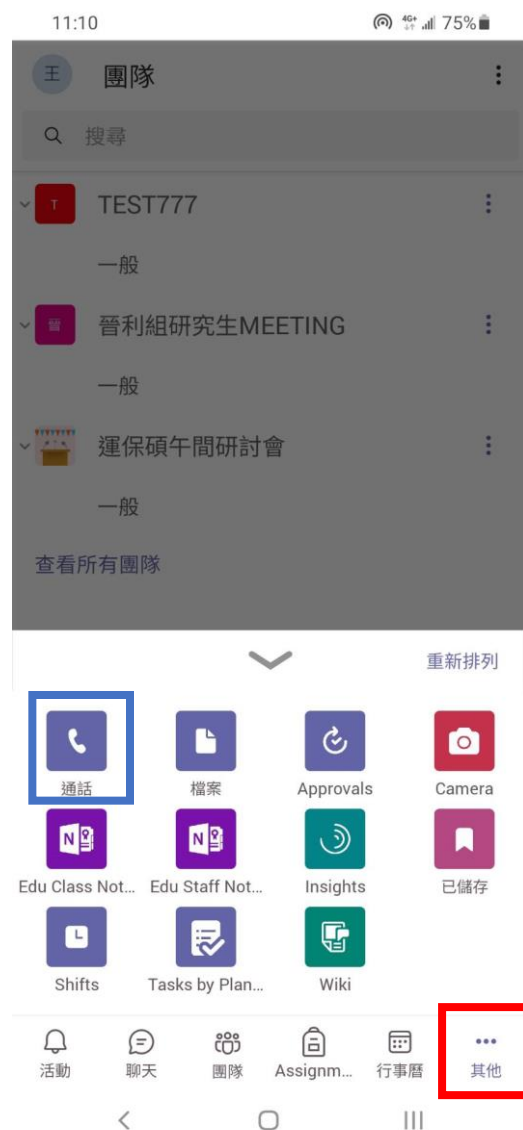 11:10
4G+ 75%
王 團隊
搜尋
T TEST777
一般
晉 晉利組研究生MEETING
一般
運保碩午間研討會
一般
查看所有團隊
重新排列
通話 檔案 Approvals Camera
Edu Class Not... Edu Staff Not... Insights 已儲存
Shifts Tasks by Plan... Wiki
活動 聊天 團隊 Assignm... 行事曆 其他